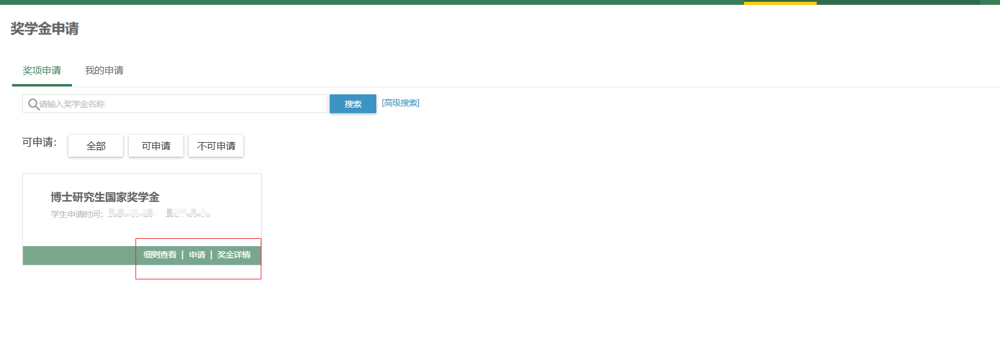 奖学金申请
奖项申请 我的申请
请输入奖学金名称 搜索 [高级搜索]
可申请： 全部 可申请 不可申请
博士研究生国家奖学金
学生申请时间：
细则查看 | 申请 | 奖金详情